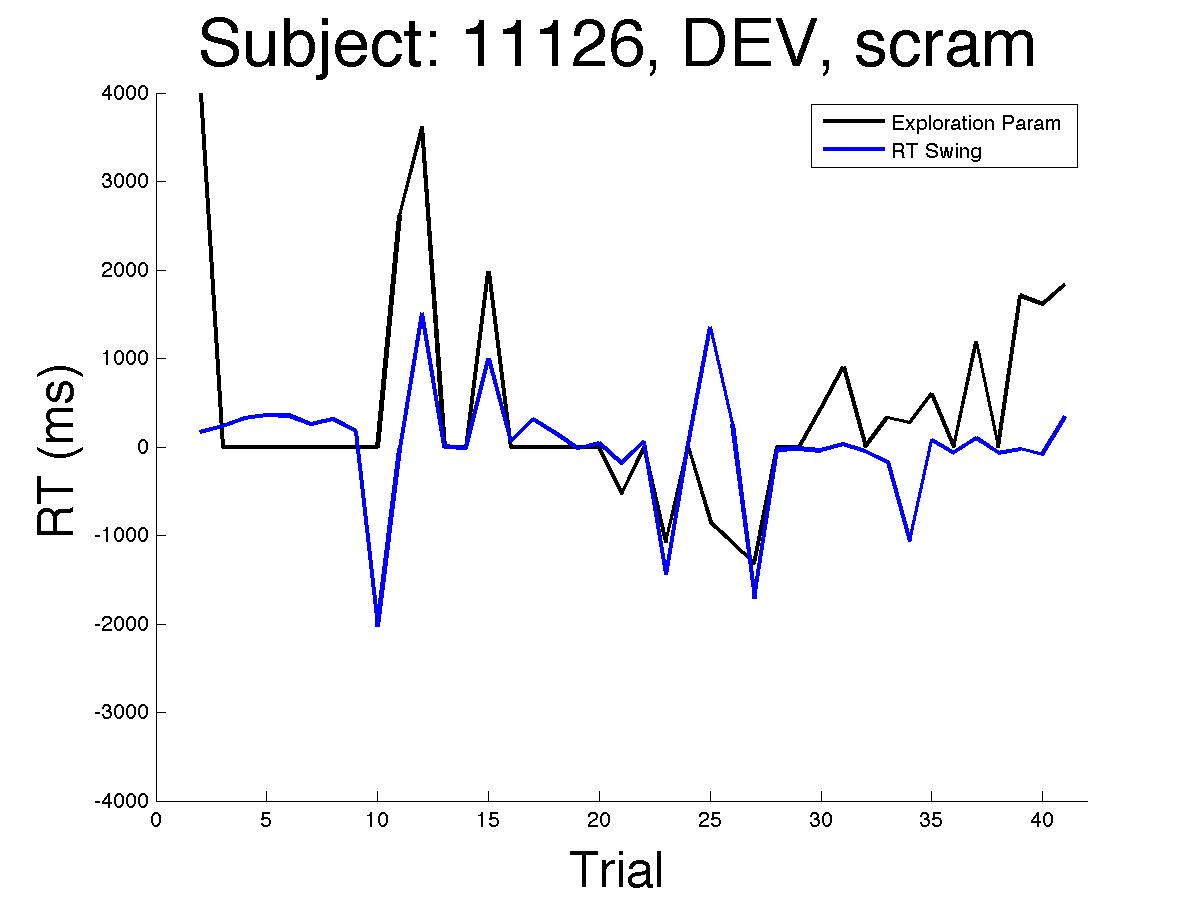 Subject: 11126, DEV, scram
Exploration Param
RT Swing
RT (ms)
4000
3000
2000
1000
0
-1000
-2000
-3000
-4000
0 5 10 15 20 25 30 35 40
Trial